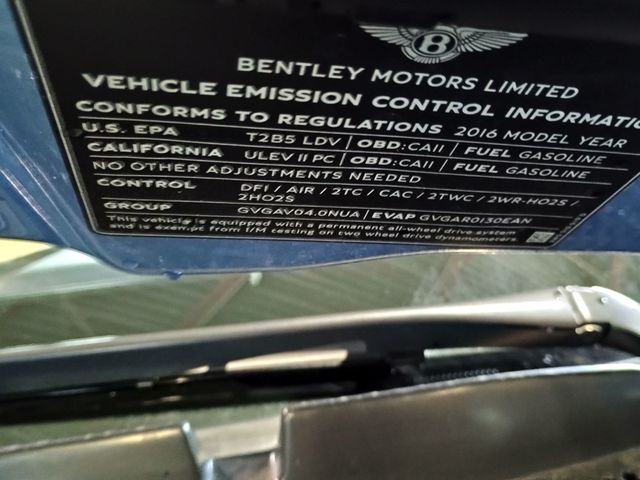 B
BENTLEY MOTORS LIMITED
VEHICLE EMISSION CONTROL INFORMATIO
CONFORMS TO REGULATIONS 2016 MODEL YEAR
U.S. EPA T2B5 LDV OBD:CAII FUEL GASOLINE
CALIFORNIA ULEV II PC OBD:CAII FUEL GASOLINE
NO OTHER ADJUSTMENTS NEEDED
CONTROL DFI / AIR / 2TC / CAC / 2TWC / 2WR-HO2S /
2HO2S
GROUP GVGAV04.0NUA EVAP GVGAR0130EAN
This vehicle is equipped with a permanent all-wheel drive system
and is exempt from I/M testing on two wheel drive dynamometers.